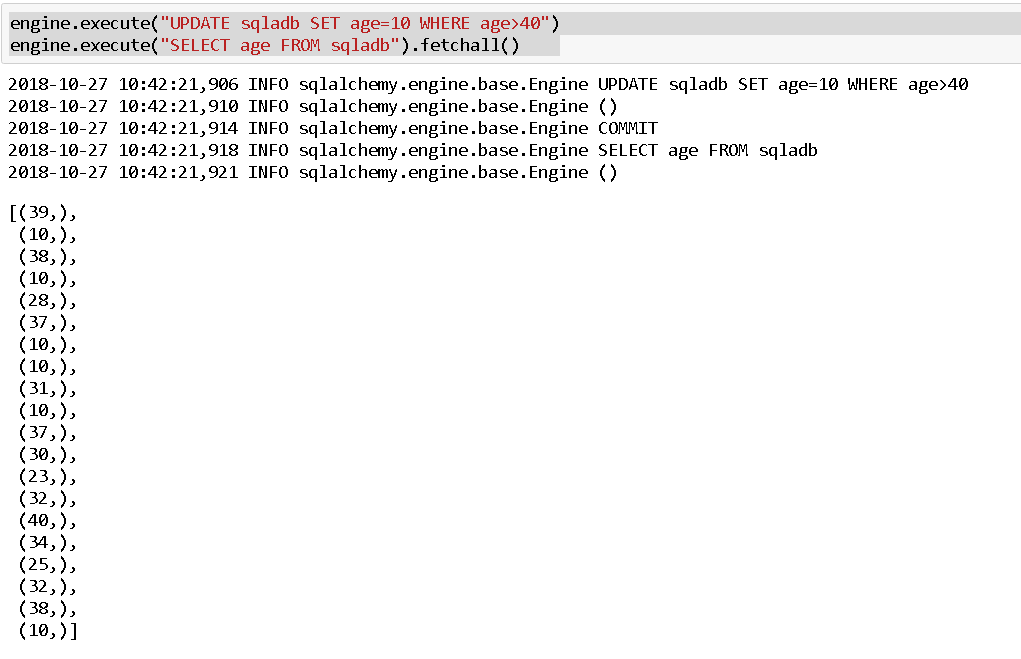 engine.execute("UPDATE sqladb SET age=10 WHERE age>40")
engine.execute("SELECT age FROM sqladb").fetchall()
2018-10-27 10:42:21,906 INFO sqlalchemy.engine.base.Engine UPDATE sqladb SET age=10 WHERE age>40
2018-10-27 10:42:21,910 INFO sqlalchemy.engine.base.Engine ()
2018-10-27 10:42:21,914 INFO sqlalchemy.engine.base.Engine COMMIT
2018-10-27 10:42:21,918 INFO sqlalchemy.engine.base.Engine SELECT age FROM sqladb
2018-10-27 10:42:21,921 INFO sqlalchemy.engine.base.Engine ()
[(39,),
(10,),
(38,),
(10,),
(28,),
(37,),
(10,),
(10,),
(31,),
(10,),
(37,),
(30,),
(23,),
(32,),
(40,),
(34,),
(25,),
(32,),
(38,),
(10,)]